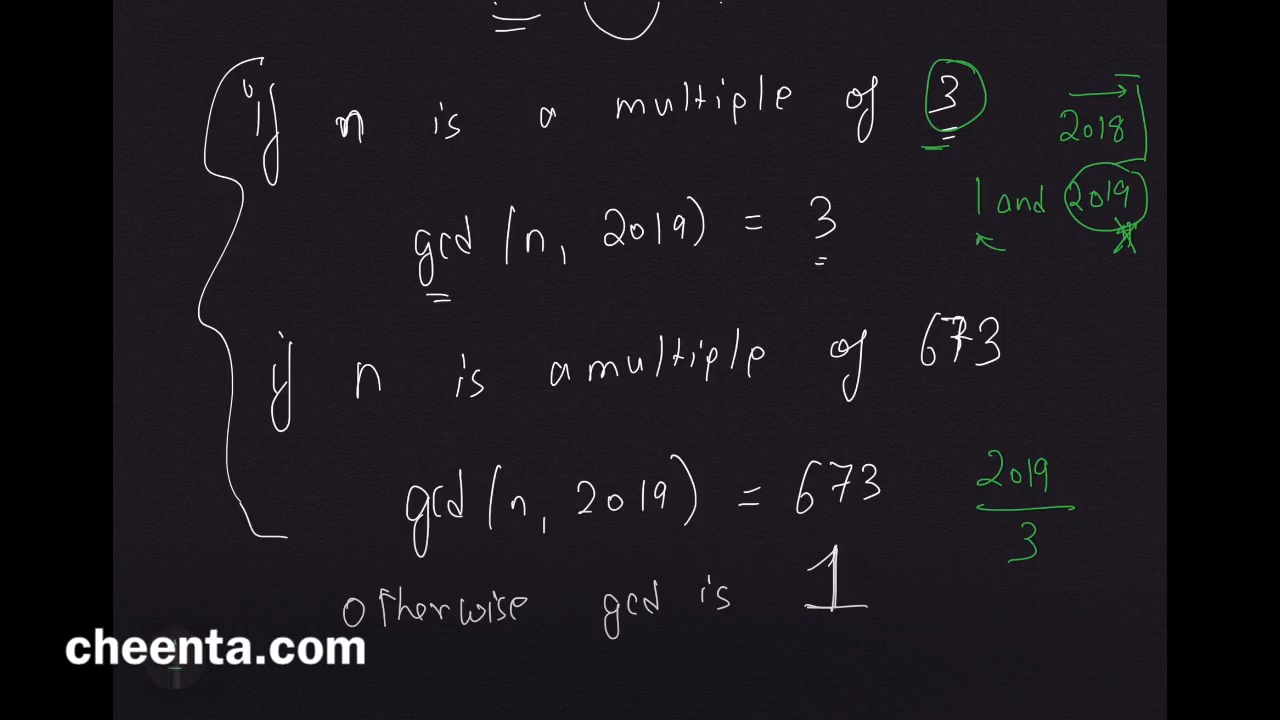 if n is a multiple of 3
2018
1 and 2019
gcd (n, 2019) = 3
if n is a multiple of 673
gcd (n, 2019) = 673
2019
3
otherwise gcd is 1
cheenta.com